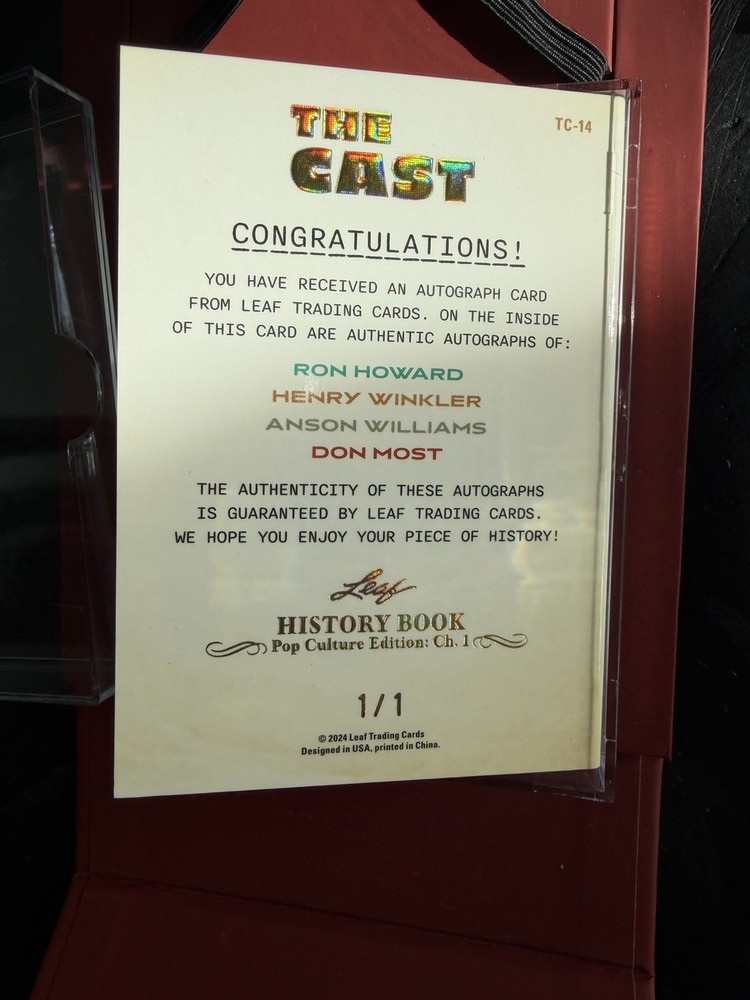 THE
CAST
TC-14
CONGRATULATIONS!
YOU HAVE RECEIVED AN AUTOGRAPH CARD
FROM LEAF TRADING CARDS. ON THE INSIDE
OF THIS CARD ARE AUTHENTIC AUTOGRAPHS OF:
RON HOWARD
HENRY WINKLER
ANSON WILLIAMS
DON MOST
THE AUTHENTICITY OF THESE AUTOGRAPHS
IS GUARANTEED BY LEAF TRADING CARDS.
WE HOPE YOU ENJOY YOUR PIECE OF HISTORY!
Leaf
HISTORY BOOK
Pop Culture Edition: Ch. 1
1/1
© 2024 Leaf Trading Cards
Designed in USA, printed in China.